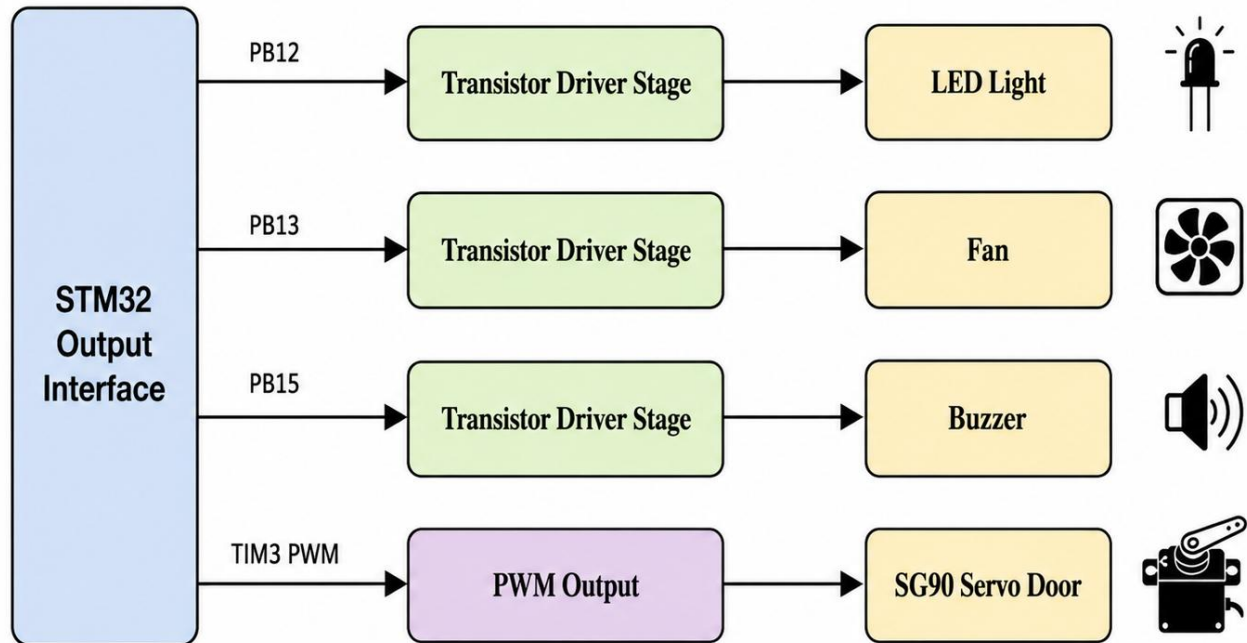 PB12
Transistor Driver Stage
LED Light
PB13
Transistor Driver Stage
Fan
STM32
Output
Interface
PB15
Transistor Driver Stage
Buzzer
TIM3 PWM
PWM Output
SG90 Servo Door